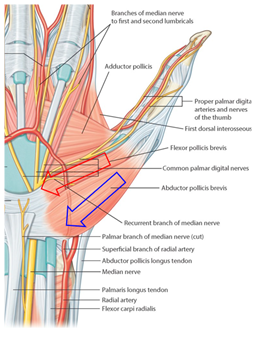 Branches of median nerve
to first and second lumbricals
Adductor pollicis
Proper palmar digita
arteries and nerves
of the thumb
First dorsal interosseous
Flexor pollicis brevis
Common palmar digital nerves
Abductor pollicis brevis
Recurrent branch of median nerve
Palmar branch of median nerve (cut)
Superficial branch of radial artery
Abductor pollicis longus tendon
Median nerve
Palmaris longus tendon
Radial artery
Flexor carpi radialis